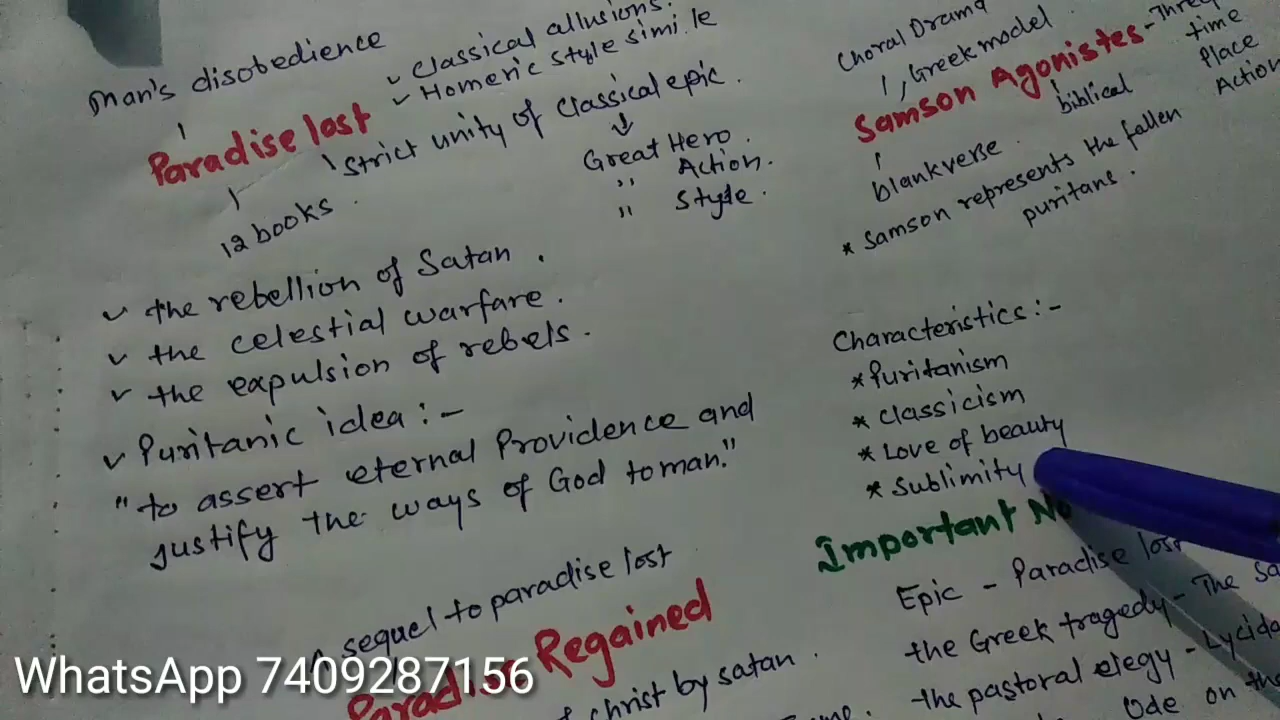 Man's disobedience
Paradise lost
✓ Classical allusions.
✓ Homeric style simile
strict unity of classical epic.
Great Hero.
" Action.
" Style.
12 books.
✓ the rebellion of Satan.
✓ the celestial warfare.
✓ the expulsion of rebels.
✓ Puritanic idea :-
"to assert eternal Providence and
justify the ways of God to man."
A sequel to paradise lost
Paradise Regained
christ by satan.
Choral Drama
Greek model.
Samson Agonistes -
time
Place
Action
biblical
blankverse.
* Samson represents the fallen
puritans.
Characteristics :-
* Puritanism
* Classicism
* Love of beauty
* Sublimity
Important
Epic - Paradise lost
the Greek tragedy - The
the pastoral elegy -
Ode on the
WhatsApp 7409287156